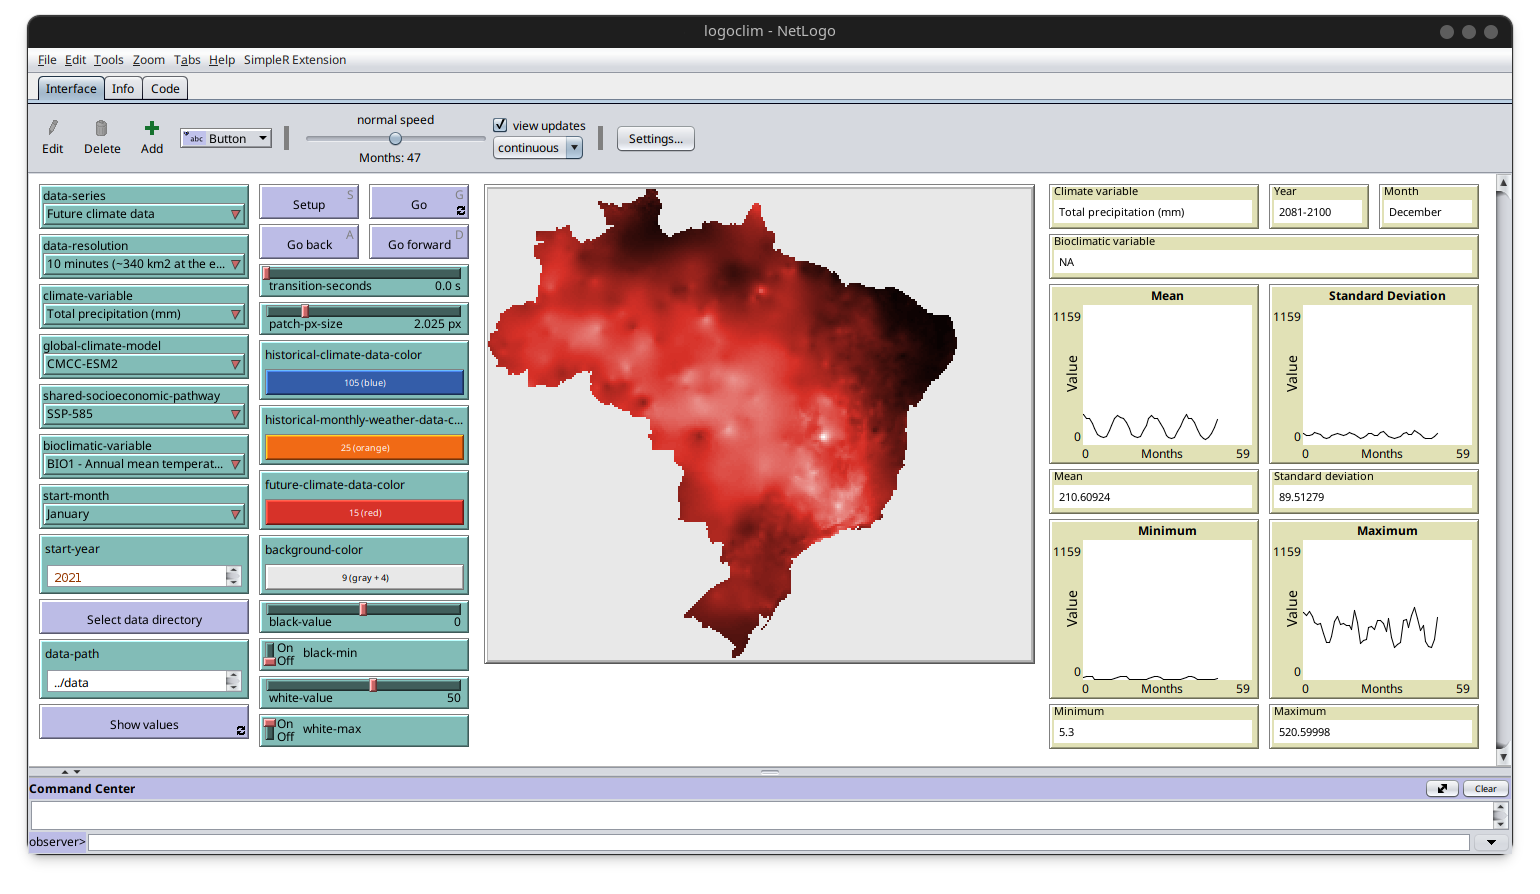 logoclim - NetLogo
File Edit Tools Zoom Tabs Help SimpleR Extension
Interface Info Code
Edit
Delete
Add
abc Button
normal speed
Months: 47
view updates
continuous
Settings...
data-series
Future climate data
data-resolution
10 minutes (~340 km2 at the e...
climate-variable
Total precipitation (mm)
global-climate-model
CMCC-ESM2
shared-socioeconomic-pathway
SSP-585
bioclimatic-variable
BIO1 - Annual mean temperat...
start-month
January
start-year
2021
Select data directory
data-path
../data
Show values
S
Setup
G
Go
A
Go back
D
Go forward
transition-seconds 0.0 s
patch-px-size 2.025 px
historical-climate-data-color
105 (blue)
historical-monthly-weather-data-c...
25 (orange)
future-climate-data-color
15 (red)
background-color
9 (gray + 4)
black-value 0
On
Off
black-min
white-value 50
On
Off
white-max
Climate variable
Total precipitation (mm)
Year
2081-2100
Month
December
Bioclimatic variable
NA
Mean
1159
Value
0
0 Months 59
Standard Deviation
1159
Value
0
0 Months 59
Mean
210.60924
Standard deviation
89.51279
Minimum
1159
Value
0
0 Months 59
Maximum
1159
Value
0
0 Months 59
Minimum
5.3
Maximum
520.59998
Command Center
Clear
observer>